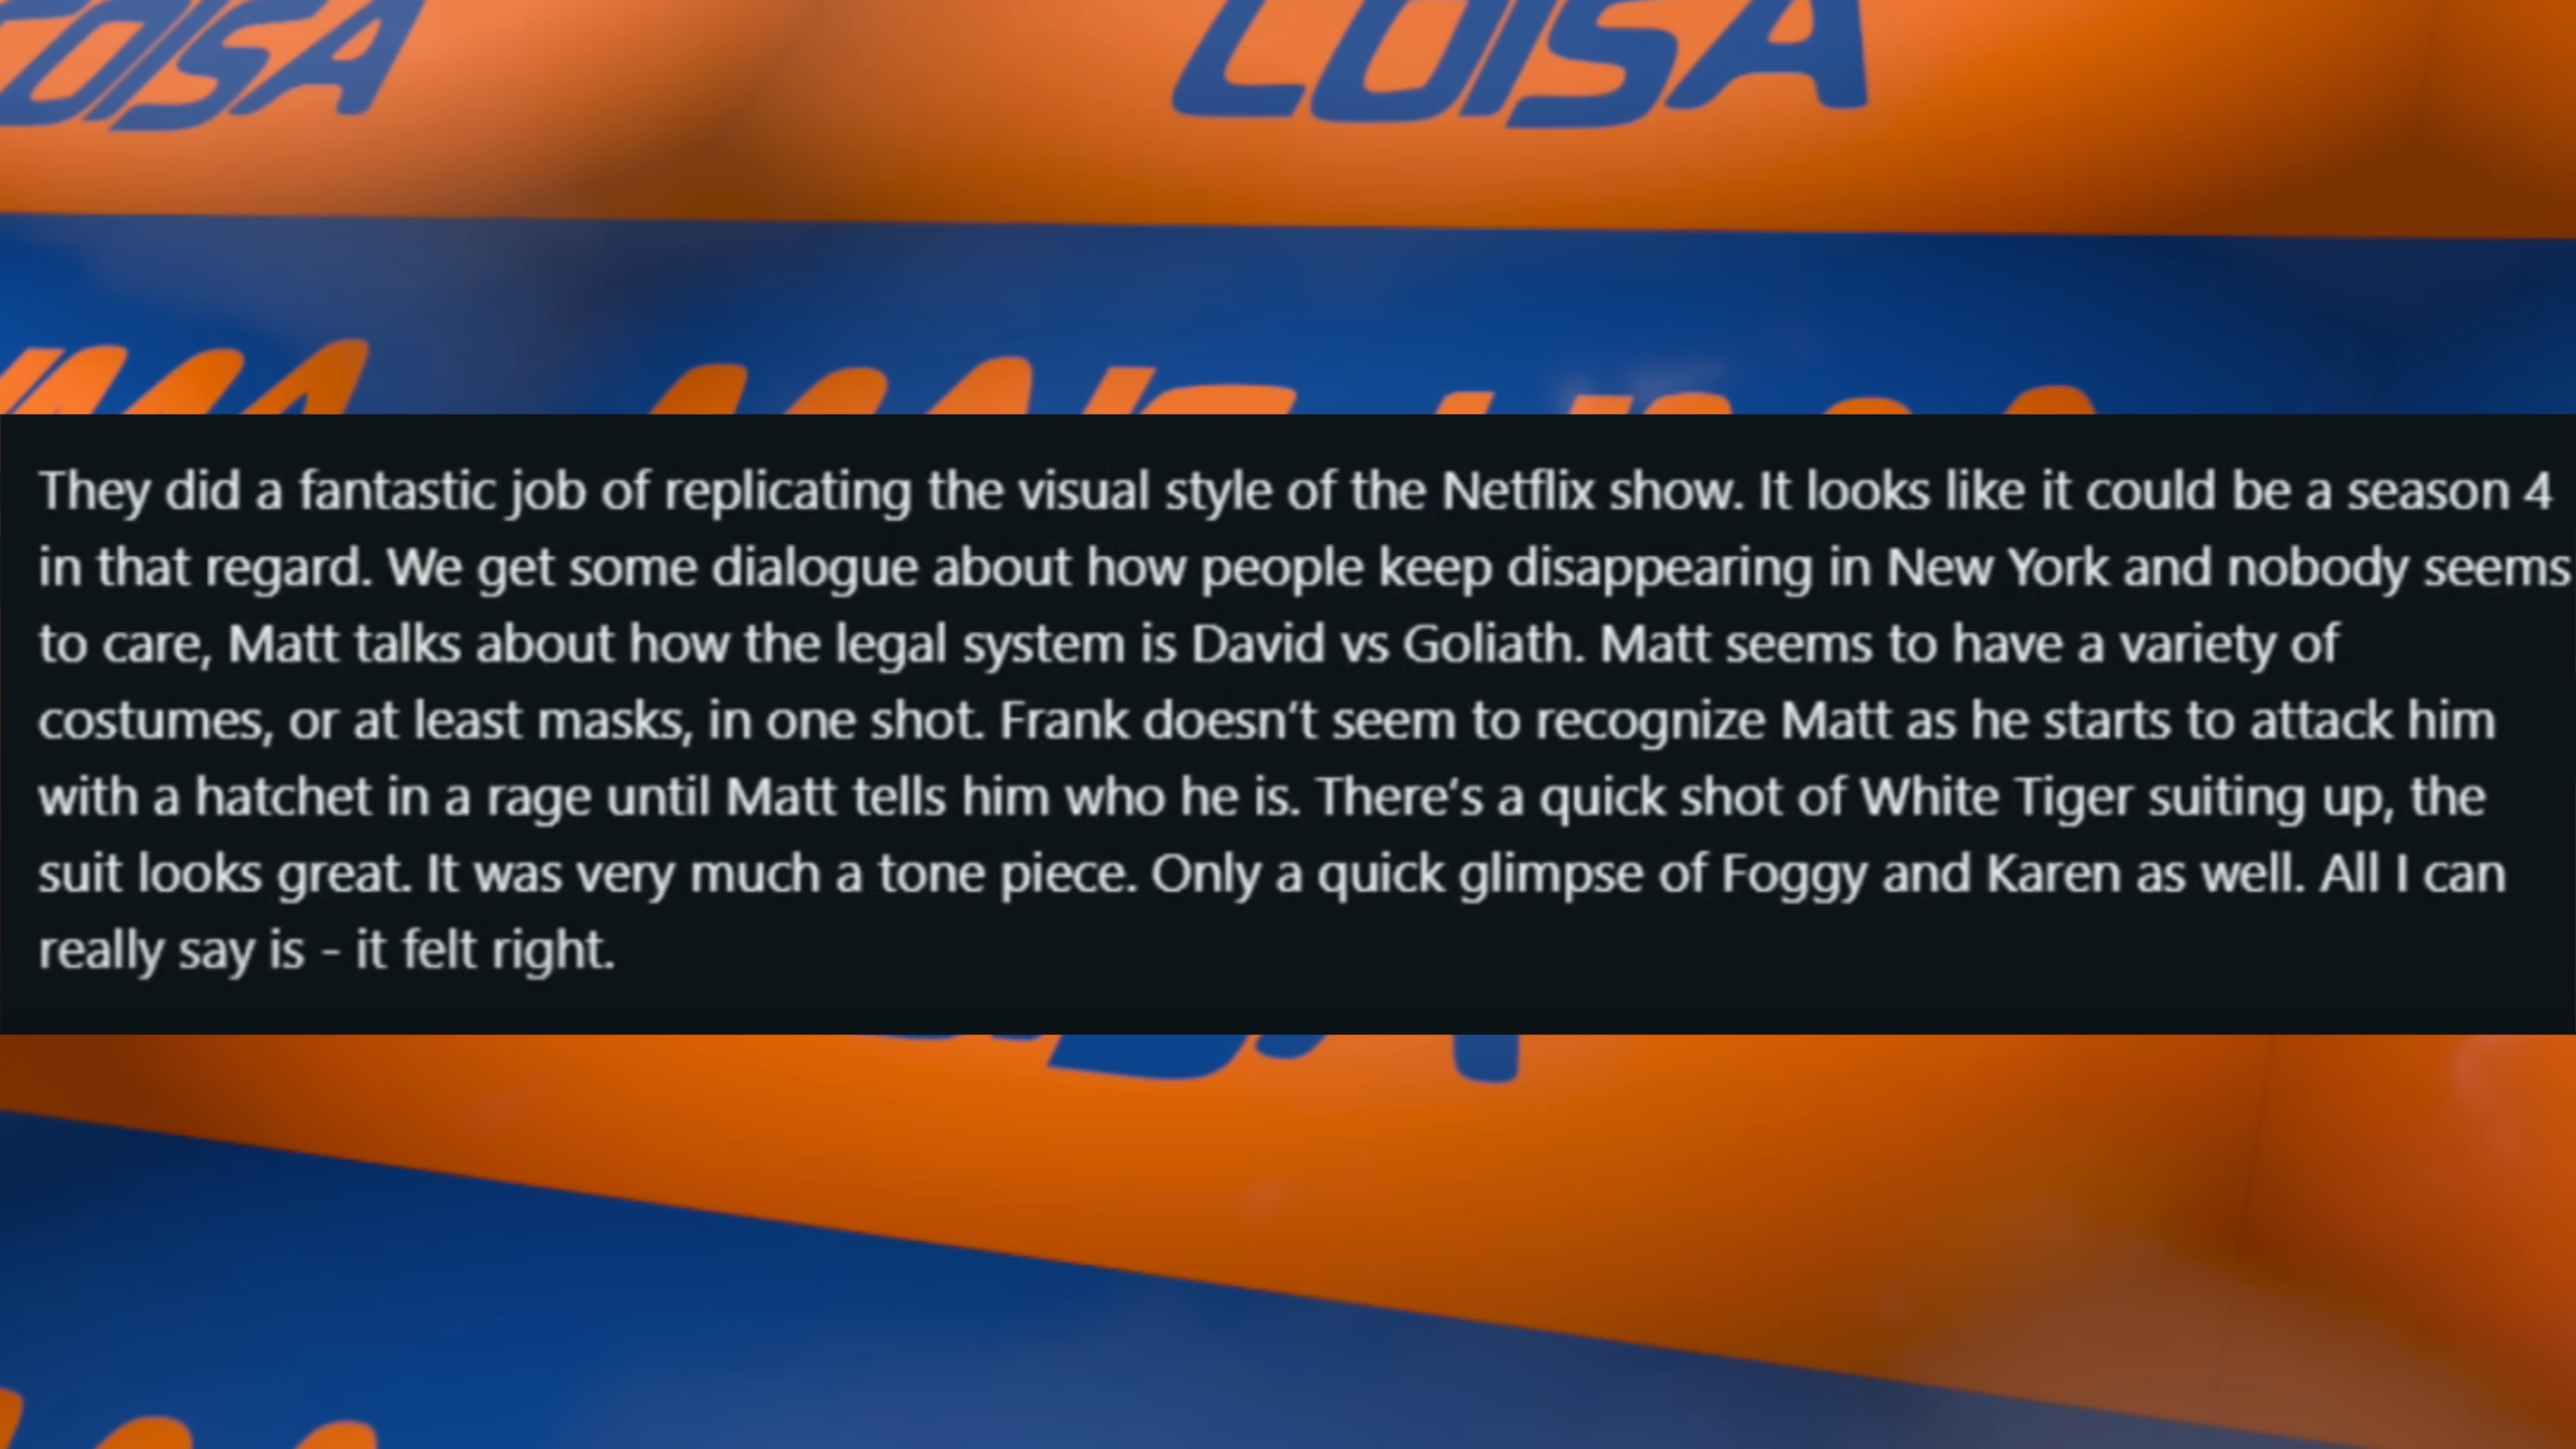 COISA
COISA
They did a fantastic job of replicating the visual style of the Netflix show. It looks like it could be a season 4
in that regard. We get some dialogue about how people keep disappearing in New York and nobody seems
to care, Matt talks about how the legal system is David vs Goliath. Matt seems to have a variety of
costumes, or at least masks, in one shot. Frank doesn't seem to recognize Matt as he starts to attack him
with a hatchet in a rage until Matt tells him who he is. There's a quick shot of White Tiger suiting up, the
suit looks great. It was very much a tone piece. Only a quick glimpse of Foggy and Karen as well. All I can
really say is - it felt right.